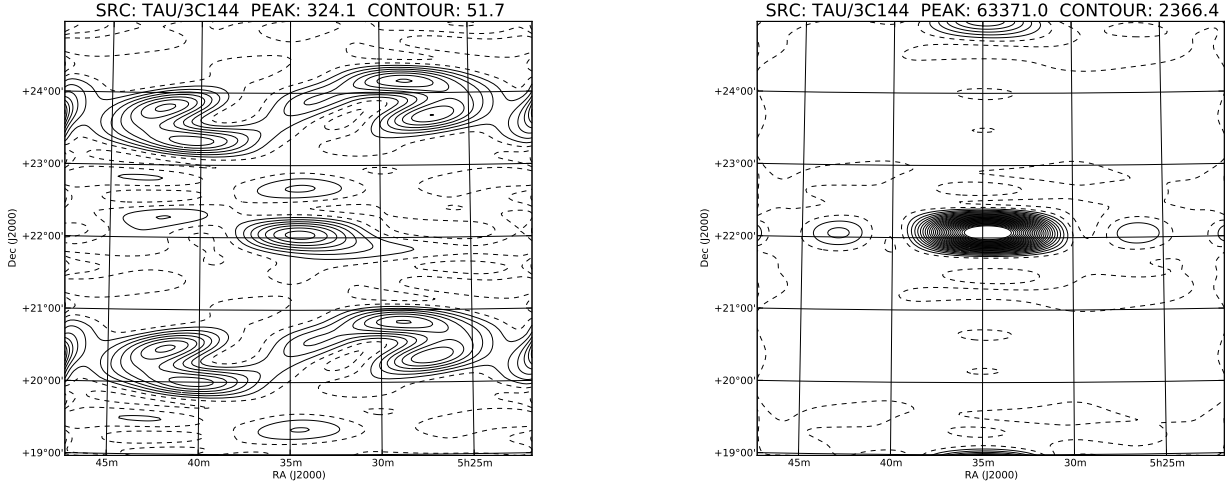 SRC: TAU/3C144 PEAK: 324.1 CONTOUR: 51.7
+24°00'
+23°00'
+22°00'
+21°00'
+20°00'
+19°00'
Dec (J2000)
45m 40m 35m 30m 5h25m
RA (J2000)
SRC: TAU/3C144 PEAK: 63371.0 CONTOUR: 2366.4
+24°00'
+23°00'
+22°00'
+21°00'
+20°00'
+19°00'
Dec (J2000)
45m 40m 35m 30m 5h25m
RA (J2000)